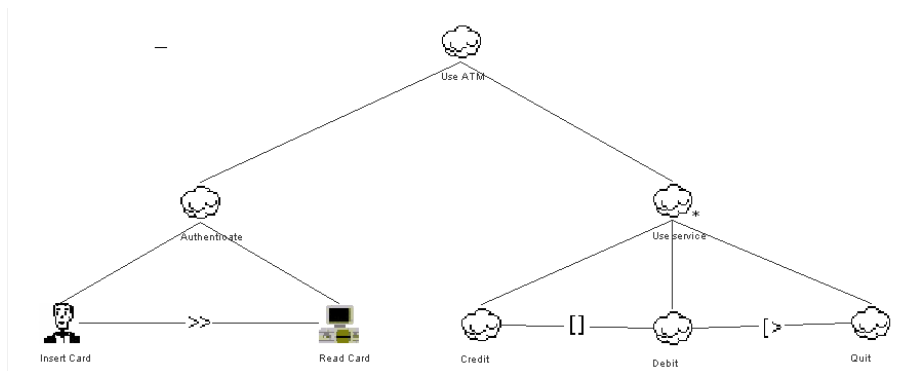 Use ATM
Authenticate
*
Use service
>>
[]
[>
Insert Card
Read Card
Credit
Debit
Quit